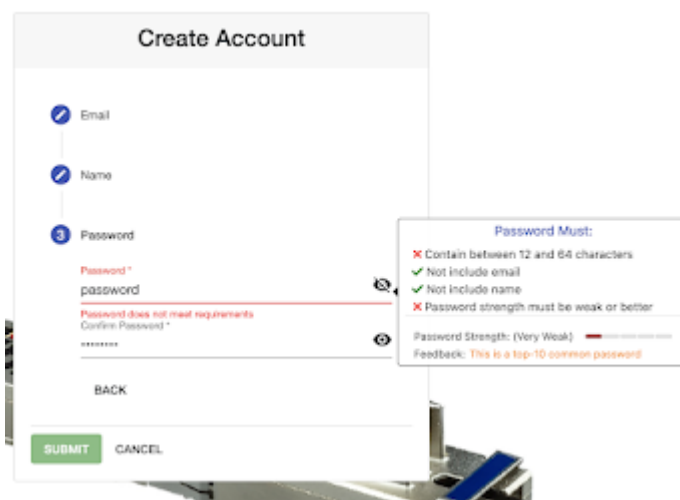 Create Account
Email
Name
3 Password
Password *
password
Password does not meet requirements
Confirm Password *
••••••••
BACK
SUBMIT CANCEL
Password Must:
Contain between 12 and 64 characters
Not include email
Not include name
Password strength must be weak or better
Password Strength: (Very Weak)
Feedback: This is a top-10 common password